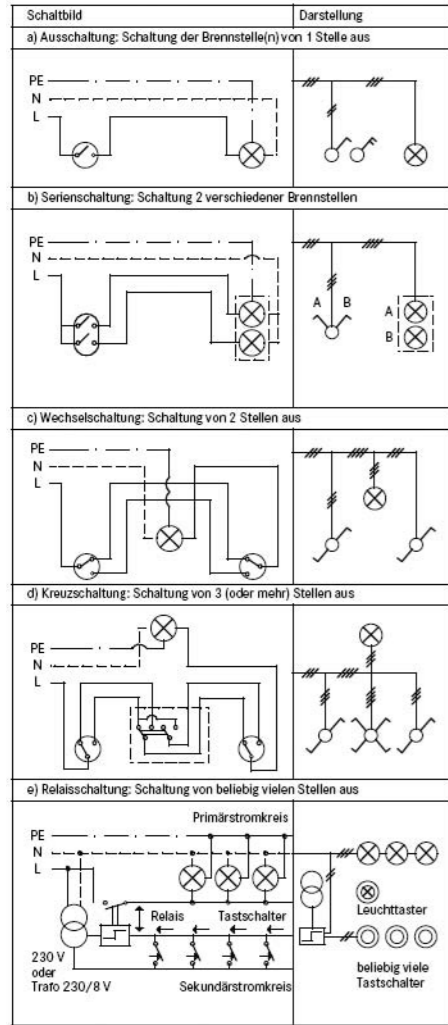 Schaltbild
Darstellung
a) Ausschaltung: Schaltung der Brennstelle(n) von 1 Stelle aus
PE
N
L
b) Serienschaltung: Schaltung 2 verschiedener Brennstellen
PE
N
L
A B
A
B
c) Wechselschaltung: Schaltung von 2 Stellen aus
PE
N
L
d) Kreuzschaltung: Schaltung von 3 (oder mehr) Stellen aus
PE
N
L
e) Relaisschaltung: Schaltung von beliebig vielen Stellen aus
Primärstromkreis
PE
N
L
Relais Tastschalter
Leuchttaster
230 V
oder
Trafo 230/8 V
Sekundärstromkreis
beliebig viele
Tastschalter